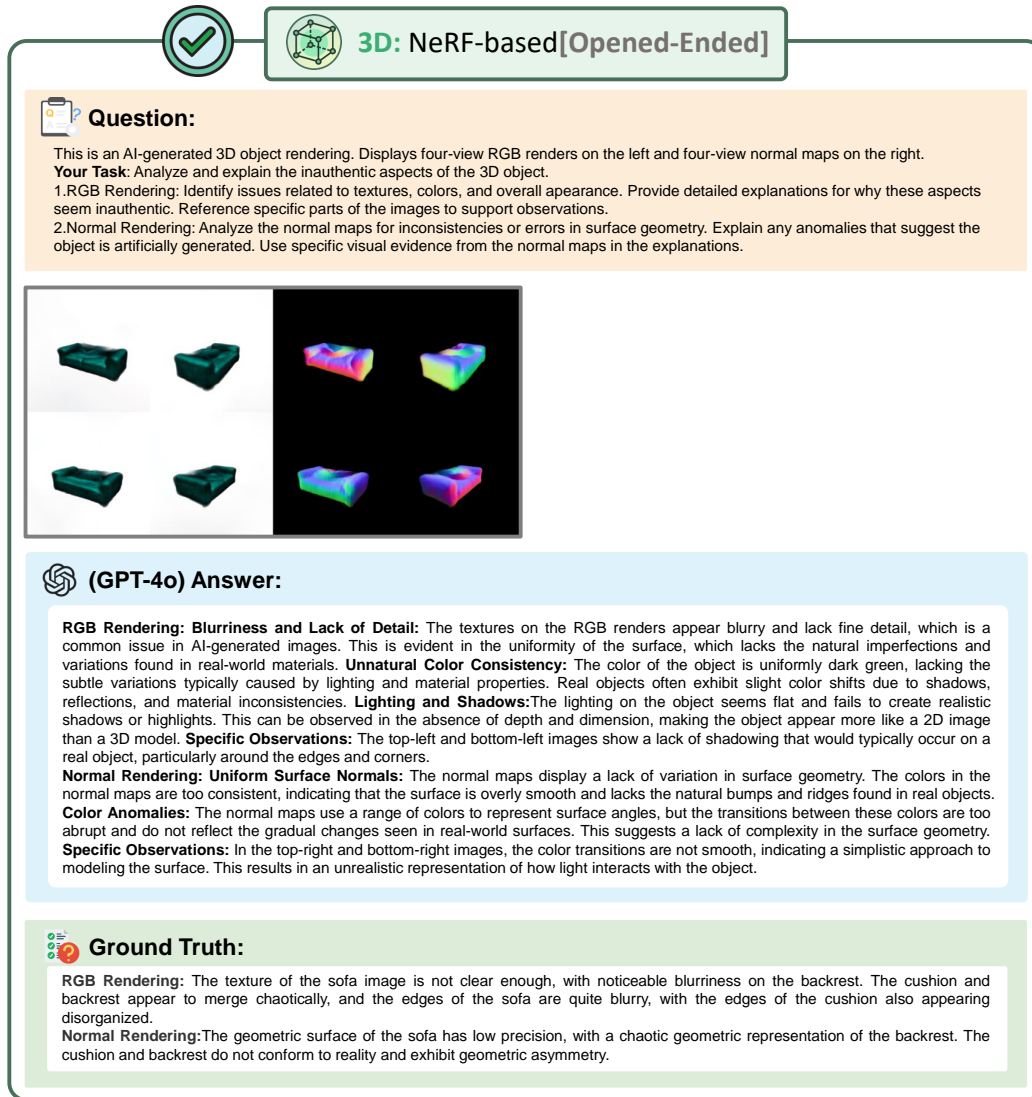 3D: NeRF-based[Opened-Ended]
Question:
This is an AI-generated 3D object rendering. Displays four-view RGB renders on the left and four-view normal maps on the right.
Your Task: Analyze and explain the inauthentic aspects of the 3D object.
1.RGB Rendering: Identify issues related to textures, colors, and overall apearance. Provide detailed explanations for why these aspects
seem inauthentic. Reference specific parts of the images to support observations.
2.Normal Rendering: Analyze the normal maps for inconsistencies or errors in surface geometry. Explain any anomalies that suggest the
object is artificially generated. Use specific visual evidence from the normal maps in the explanations.
(GPT-4o) Answer:
RGB Rendering: Blurriness and Lack of Detail: The textures on the RGB renders appear blurry and lack fine detail, which is a
common issue in AI-generated images. This is evident in the uniformity of the surface, which lacks the natural imperfections and
variations found in real-world materials. Unnatural Color Consistency: The color of the object is uniformly dark green, lacking the
subtle variations typically caused by lighting and material properties. Real objects often exhibit slight color shifts due to shadows,
reflections, and material inconsistencies. Lighting and Shadows:The lighting on the object seems flat and fails to create realistic
shadows or highlights. This can be observed in the absence of depth and dimension, making the object appear more like a 2D image
than a 3D model. Specific Observations: The top-left and bottom-left images show a lack of shadowing that would typically occur on a
real object, particularly around the edges and corners.
Normal Rendering: Uniform Surface Normals: The normal maps display a lack of variation in surface geometry. The colors in the
normal maps are too consistent, indicating that the surface is overly smooth and lacks the natural bumps and ridges found in real objects.
Color Anomalies: The normal maps use a range of colors to represent surface angles, but the transitions between these colors are too
abrupt and do not reflect the gradual changes seen in real-world surfaces. This suggests a lack of complexity in the surface geometry.
Specific Observations: In the top-right and bottom-right images, the color transitions are not smooth, indicating a simplistic approach to
modeling the surface. This results in an unrealistic representation of how light interacts with the object.
Ground Truth:
RGB Rendering: The texture of the sofa image is not clear enough, with noticeable blurriness on the backrest. The cushion and
backrest appear to merge chaotically, and the edges of the sofa are quite blurry, with the edges of the cushion also appearing
disorganized.
Normal Rendering:The geometric surface of the sofa has low precision, with a chaotic geometric representation of the backrest. The
cushion and backrest do not conform to reality and exhibit geometric asymmetry.